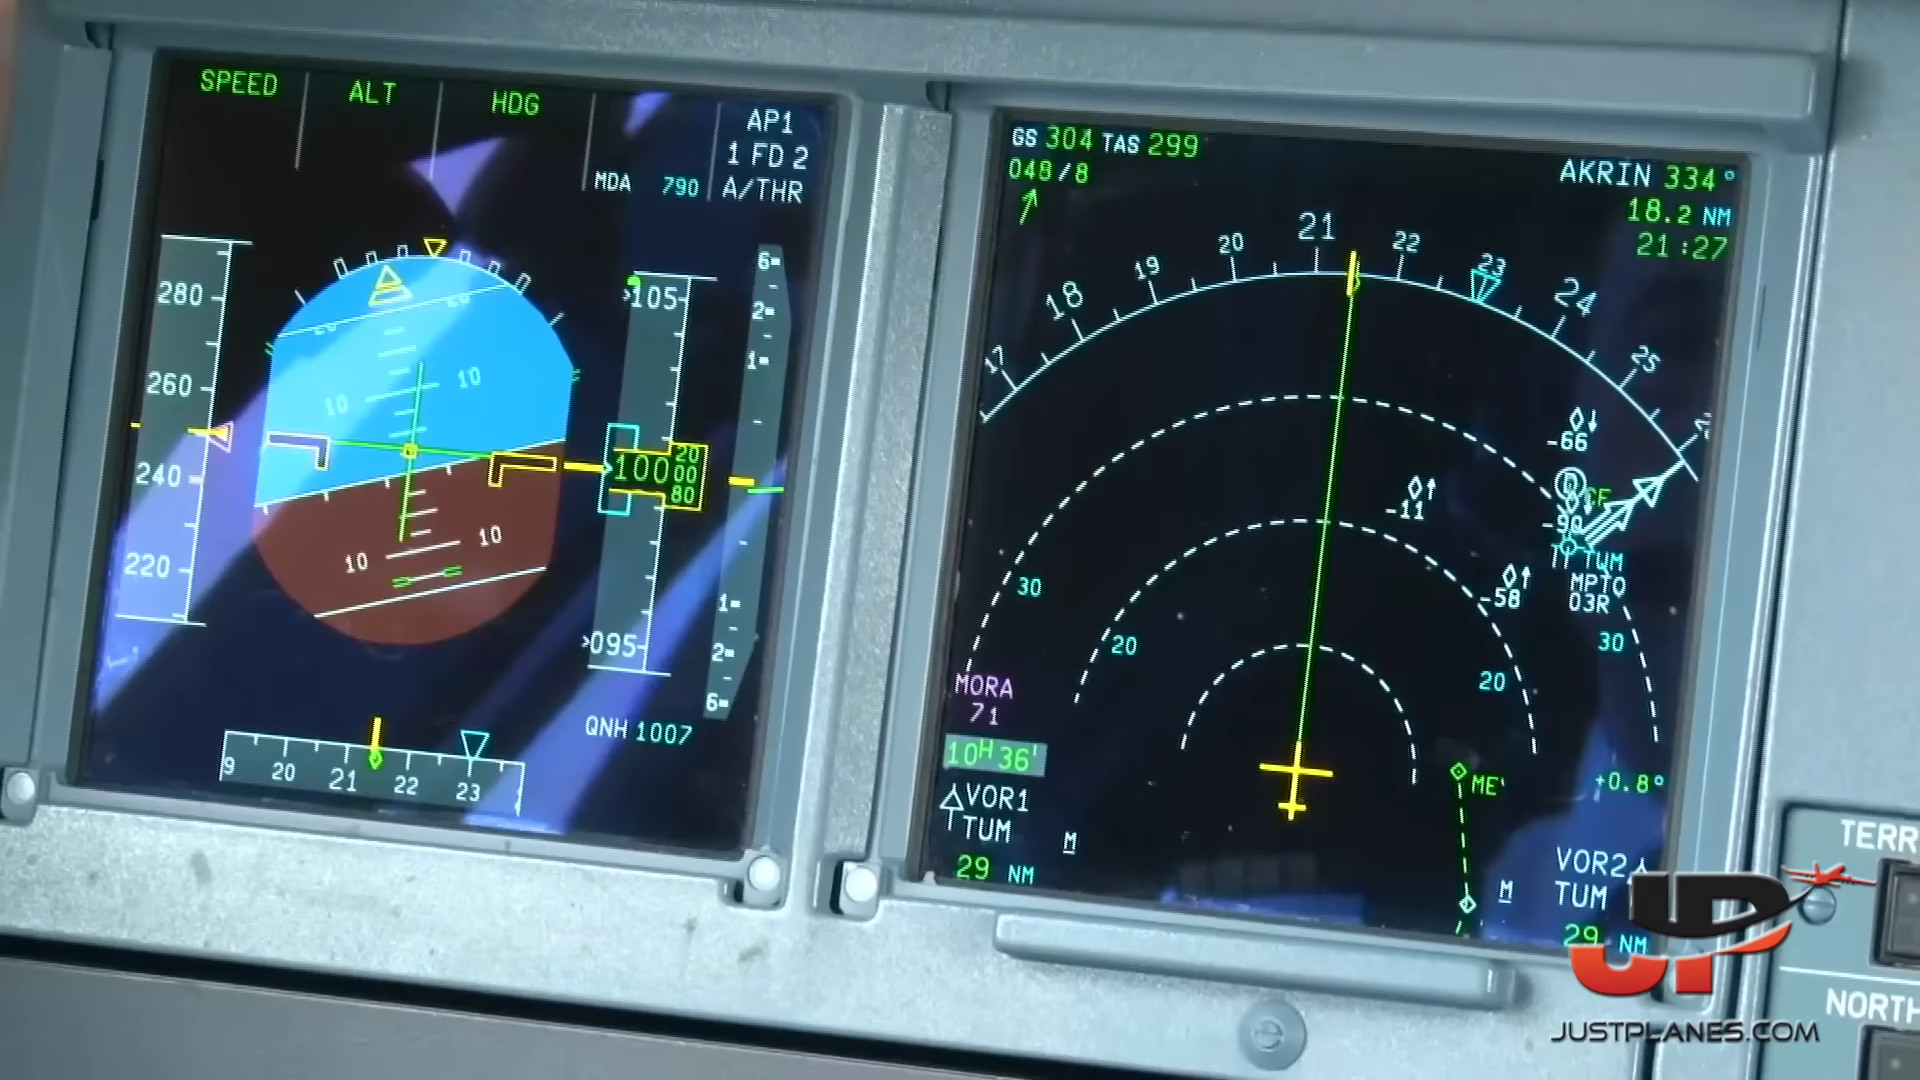 SPEED ALT HDG AP1
1 FD 2
MDA 790 A/THR
280
260
240
220
20 20
10 10
10 10
105
100 20
00
80
095
6
2
1
1
2
6
QNH 1007
9 20 21 22 23
GS 304 TAS 299
048/8
AKRIN 334°
18.2 NM
21:27
17 18 19 20 21 22 23 24 25
-66
-11
-90
-58
TUM
MPTO
03R
30 30
20 20
MORA
71
10H36'
VOR1
TUM M
29 NM
ME'
+0.8°
VOR2
M TUM
29 NM
TERR
NORTH
JP
JUSTPLANES.COM